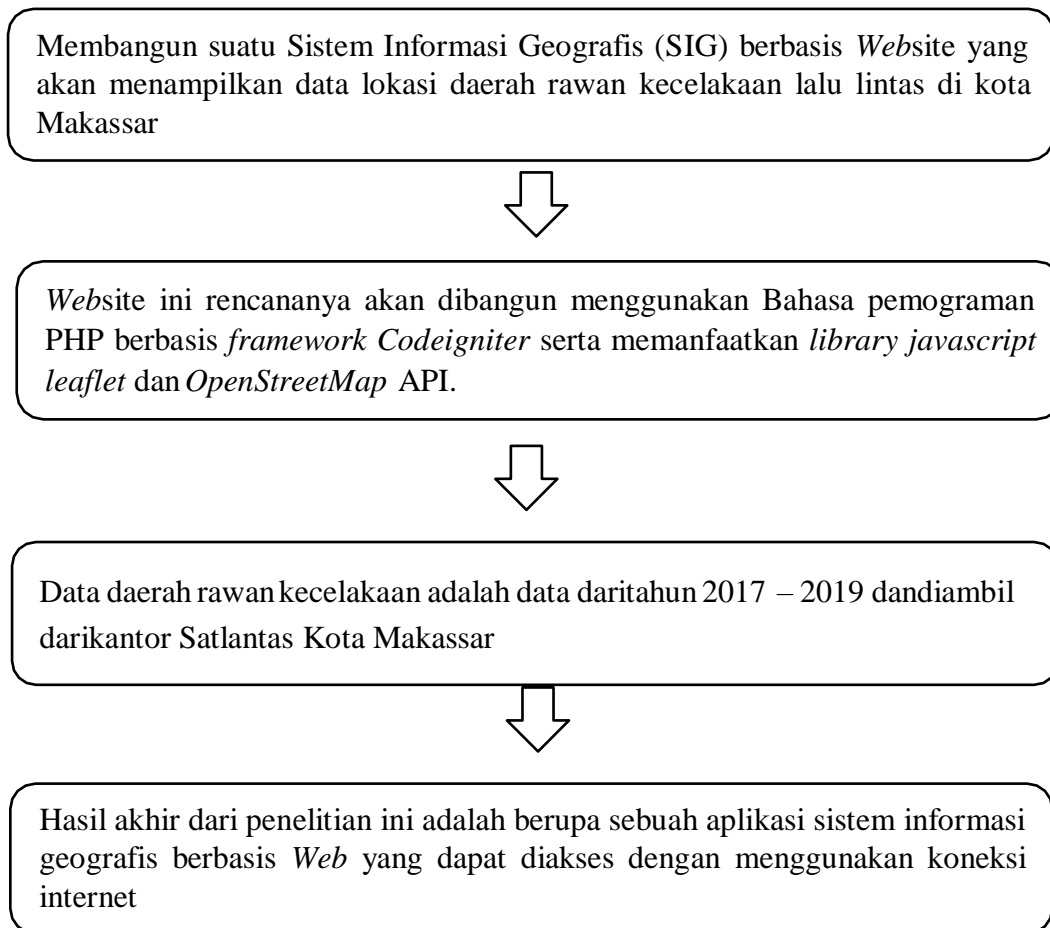 Membangun suatu Sistem Informasi Geografis (SIG) berbasis Website yang
akan menampilkan data lokasi daerah rawan kecelakaan lalu lintas di kota
Makassar
Website ini rencananya akan dibangun menggunakan Bahasa pemograman
PHP berbasis framework Codeigniter serta memanfaatkan library javascript
leaflet dan OpenStreetMap API.
Data daerah rawan kecelakaan adalah data daritahun 2017 – 2019 dandiambil
darikantor Satlantas Kota Makassar
Hasil akhir dari penelitian ini adalah berupa sebuah aplikasi sistem informasi
geografis berbasis Web yang dapat diakses dengan menggunakan koneksi
internet